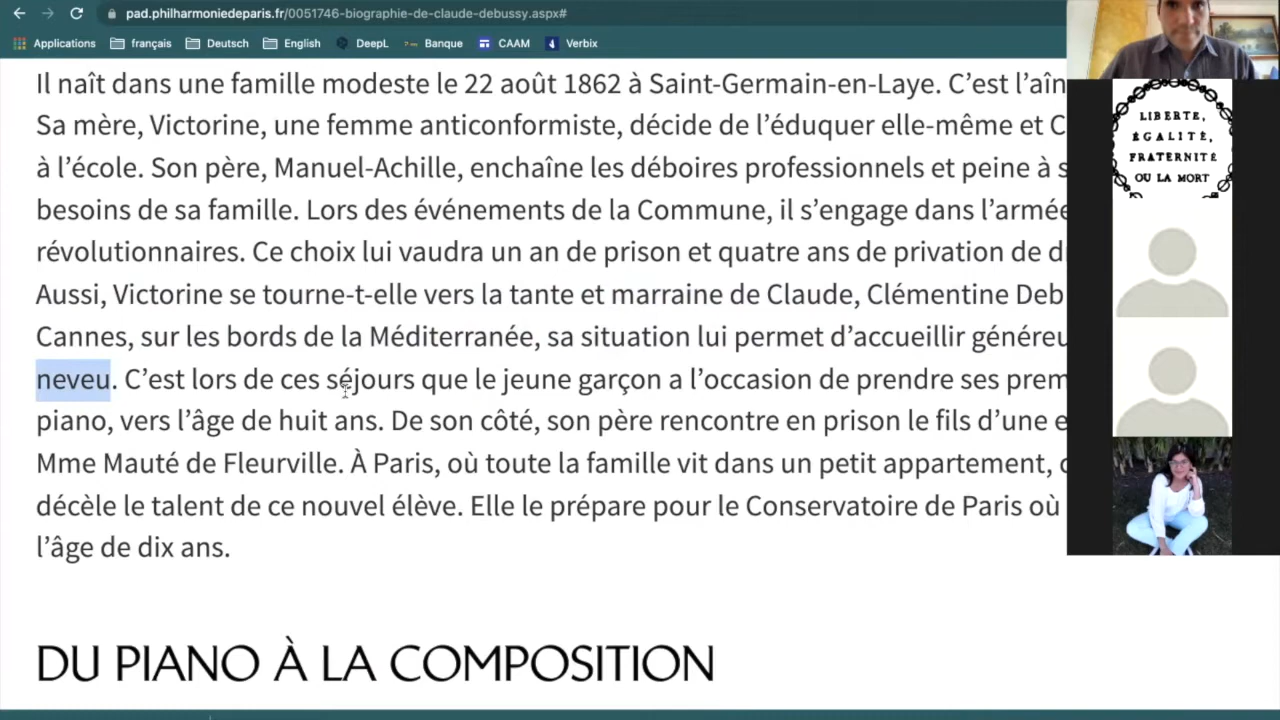 pad.philharmoniedeparis.fr/0051746-biographie-de-claude-debussy.aspx#
Applications français Deutsch English DeepL Banque CAAM Verbix
Il naît dans une famille modeste le 22 août 1862 à Saint-Germain-en-Laye. C’est l’aîn
Sa mère, Victorine, une femme anticonformiste, décide de l’éduquer elle-même et C
à l’école. Son père, Manuel-Achille, enchaîne les déboires professionnels et peine à s
besoins de sa famille. Lors des événements de la Commune, il s’engage dans l’armée
révolutionnaires. Ce choix lui vaudra un an de prison et quatre ans de privation de d
Aussi, Victorine se tourne-t-elle vers la tante et marraine de Claude, Clémentine Deb
Cannes, sur les bords de la Méditerranée, sa situation lui permet d’accueillir généreu
neveu. C’est lors de ces séjours que le jeune garçon a l’occasion de prendre ses prem
piano, vers l’âge de huit ans. De son côté, son père rencontre en prison le fils d’une e
Mme Mauté de Fleurville. À Paris, où toute la famille vit dans un petit appartement, c
décèle le talent de ce nouvel élève. Elle le prépare pour le Conservatoire de Paris où
l’âge de dix ans.
DU PIANO À LA COMPOSITION
LIBERTE,
ÉGALITÉ,
FRATERNITÉ
OU LA MORT